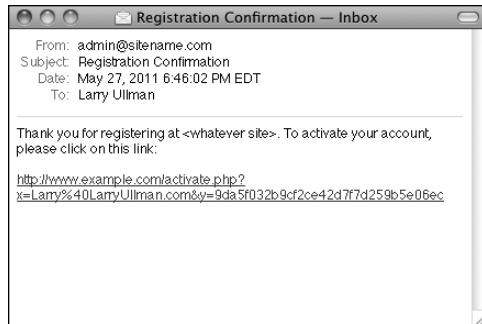 Registration Confirmation — Inbox
From: admin@sitename.com
Subject: Registration Confirmation
Date: May 27, 2011 6:46:02 PM EDT
To: Larry Ullman
Thank you for registering at <whatever site>. To activate your account,
please click on this link:
http://www.example.com/activate.php?
x=Larry%40LarryUllman.com&y=9da5f032b9cf2ce42d7f7d259b5e06ec